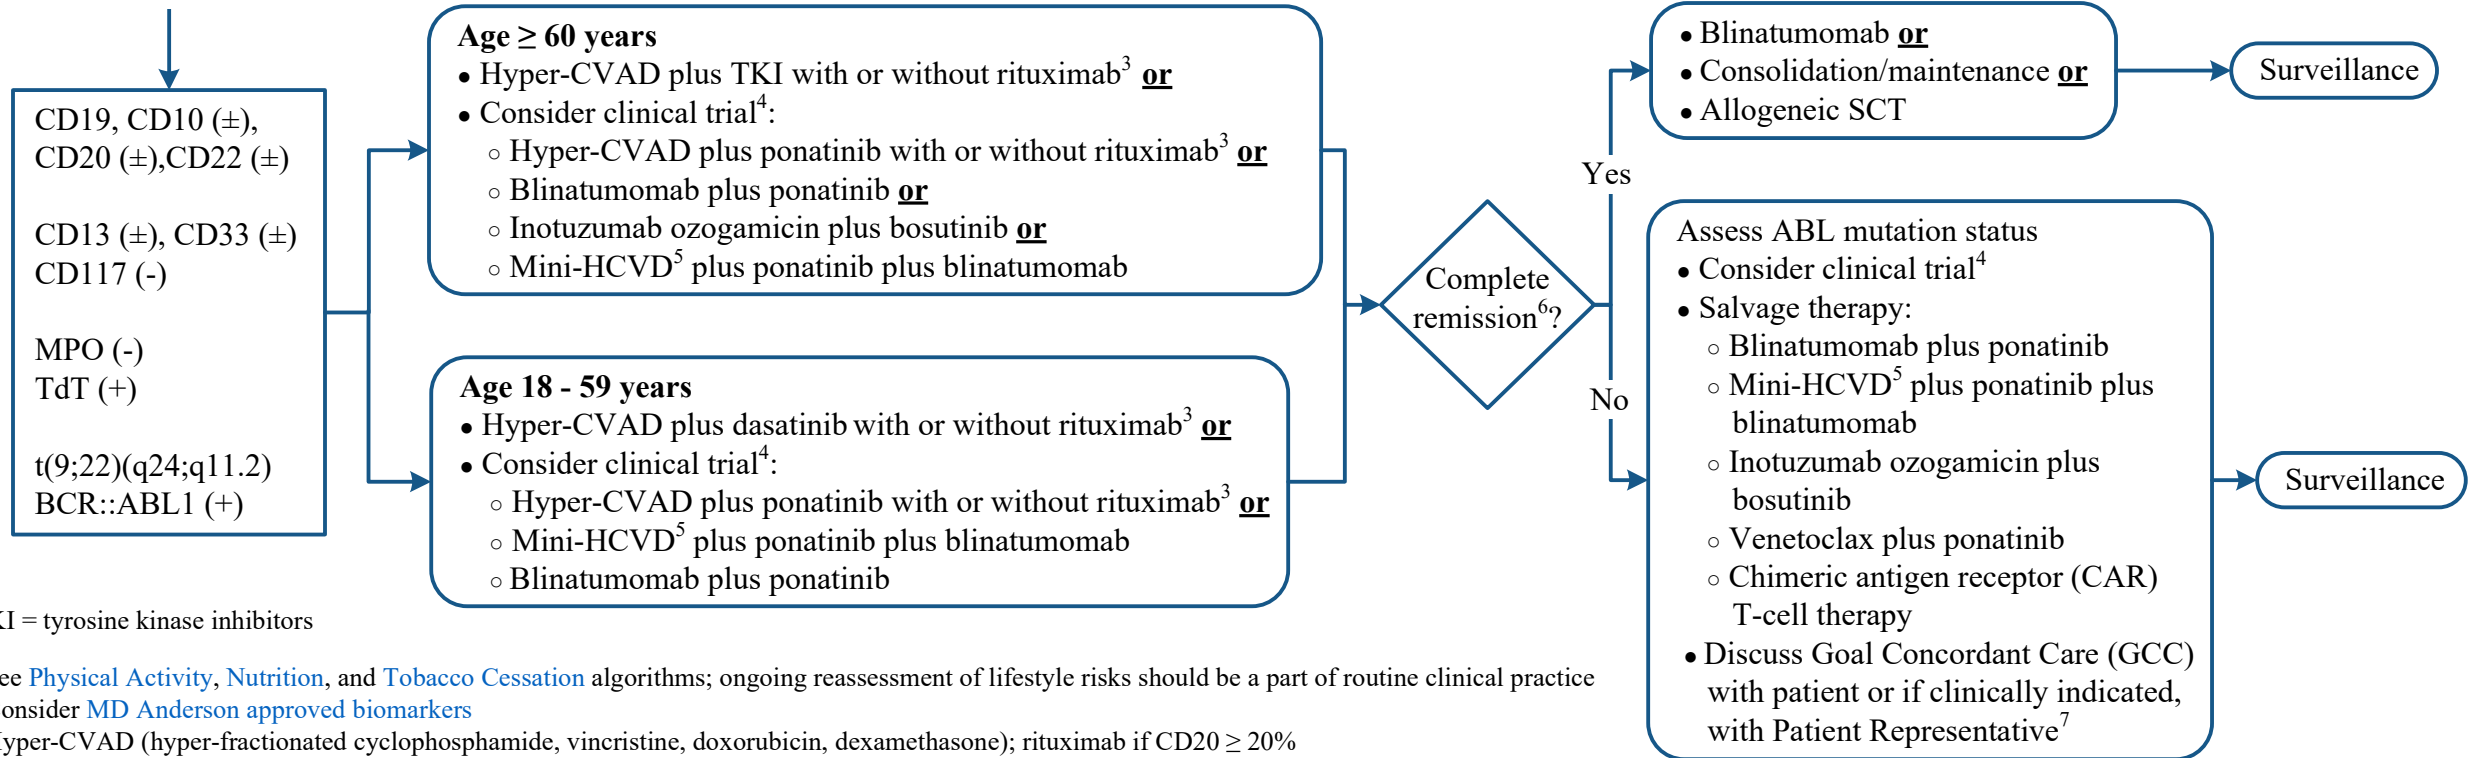 CD19, CD10 (±),
CD20 (±),CD22 (±)
CD13 (±), CD33 (±)
CD117 (-)
MPO (-)
TdT (+)
t(9;22)(q24;q11.2)
BCR::ABL1 (+)
Age ≥ 60 years
● Hyper-CVAD plus TKI with or without rituximab³ or
● Consider clinical trial⁴:
○ Hyper-CVAD plus ponatinib with or without rituximab³ or
○ Blinatumomab plus ponatinib or
○ Inotuzumab ozogamicin plus bosutinib or
○ Mini-HCVD⁵ plus ponatinib plus blinatumomab
Age 18 - 59 years
● Hyper-CVAD plus dasatinib with or without rituximab³ or
● Consider clinical trial⁴:
○ Hyper-CVAD plus ponatinib with or without rituximab³ or
○ Mini-HCVD⁵ plus ponatinib plus blinatumomab
○ Blinatumomab plus ponatinib
Complete
remission⁶?
Yes
No
● Blinatumomab or
● Consolidation/maintenance or
● Allogeneic SCT
Surveillance
Assess ABL mutation status
● Consider clinical trial⁴
● Salvage therapy:
○ Blinatumomab plus ponatinib
○ Mini-HCVD⁵ plus ponatinib plus
blinatumomab
○ Inotuzumab ozogamicin plus
bosutinib
○ Venetoclax plus ponatinib
○ Chimeric antigen receptor (CAR)
T-cell therapy
● Discuss Goal Concordant Care (GCC)
with patient or if clinically indicated,
with Patient Representative⁷
Surveillance
KI = tyrosine kinase inhibitors
ee Physical Activity, Nutrition, and Tobacco Cessation algorithms; ongoing reassessment of lifestyle risks should be a part of routine clinical practice
onsider MD Anderson approved biomarkers
Hyper-CVAD (hyper-fractionated cyclophosphamide, vincristine, doxorubicin, dexamethasone); rituximab if CD20 ≥ 20%